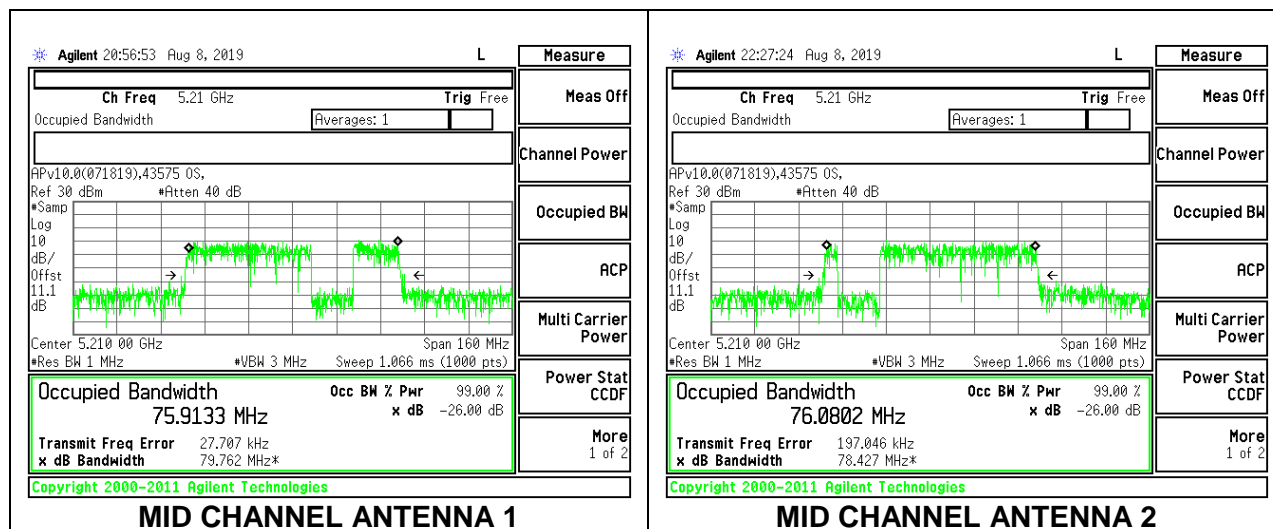 Agilent 20:56:53 Aug 8, 2019 L
Measure
Ch Freq 5.21 GHz Trig Free
Occupied Bandwidth Averages: 1
APv10.0(071819),43575 OS,
Ref 30 dBm #Atten 40 dB
#Samp
Log
10
dB/
Offst
11.1
dB
Center 5.210 00 GHz Span 160 MHz
#Res BW 1 MHz #VBW 3 MHz Sweep 1.066 ms (1000 pts)
Occupied Bandwidth Occ BW % Pwr 99.00 %
75.9133 MHz x dB -26.00 dB
Transmit Freq Error 27.707 kHz
x dB Bandwidth 79.762 MHz*
Copyright 2000-2011 Agilent Technologies
Meas Off
Channel Power
Occupied BW
ACP
Multi Carrier
Power
Power Stat
CCDF
More
1 of 2
MID CHANNEL ANTENNA 1
Agilent 22:27:24 Aug 8, 2019 L
Measure
Ch Freq 5.21 GHz Trig Free
Occupied Bandwidth Averages: 1
APv10.0(071819),43575 OS,
Ref 30 dBm #Atten 40 dB
#Samp
Log
10
dB/
Offst
11.1
dB
Center 5.210 00 GHz Span 160 MHz
#Res BW 1 MHz #VBW 3 MHz Sweep 1.066 ms (1000 pts)
Occupied Bandwidth Occ BW % Pwr 99.00 %
76.0802 MHz x dB -26.00 dB
Transmit Freq Error 197.046 kHz
x dB Bandwidth 78.427 MHz*
Copyright 2000-2011 Agilent Technologies
Meas Off
Channel Power
Occupied BW
ACP
Multi Carrier
Power
Power Stat
CCDF
More
1 of 2
MID CHANNEL ANTENNA 2